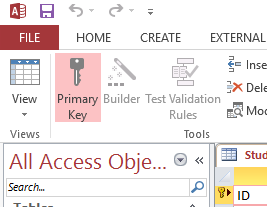 FILE HOME CREATE EXTERNAL
View
Primary Key
Builder
Test Validation Rules
Inse
Dele
Mod
Views
Tools
All Access Obje...
Search...
Stud
ID